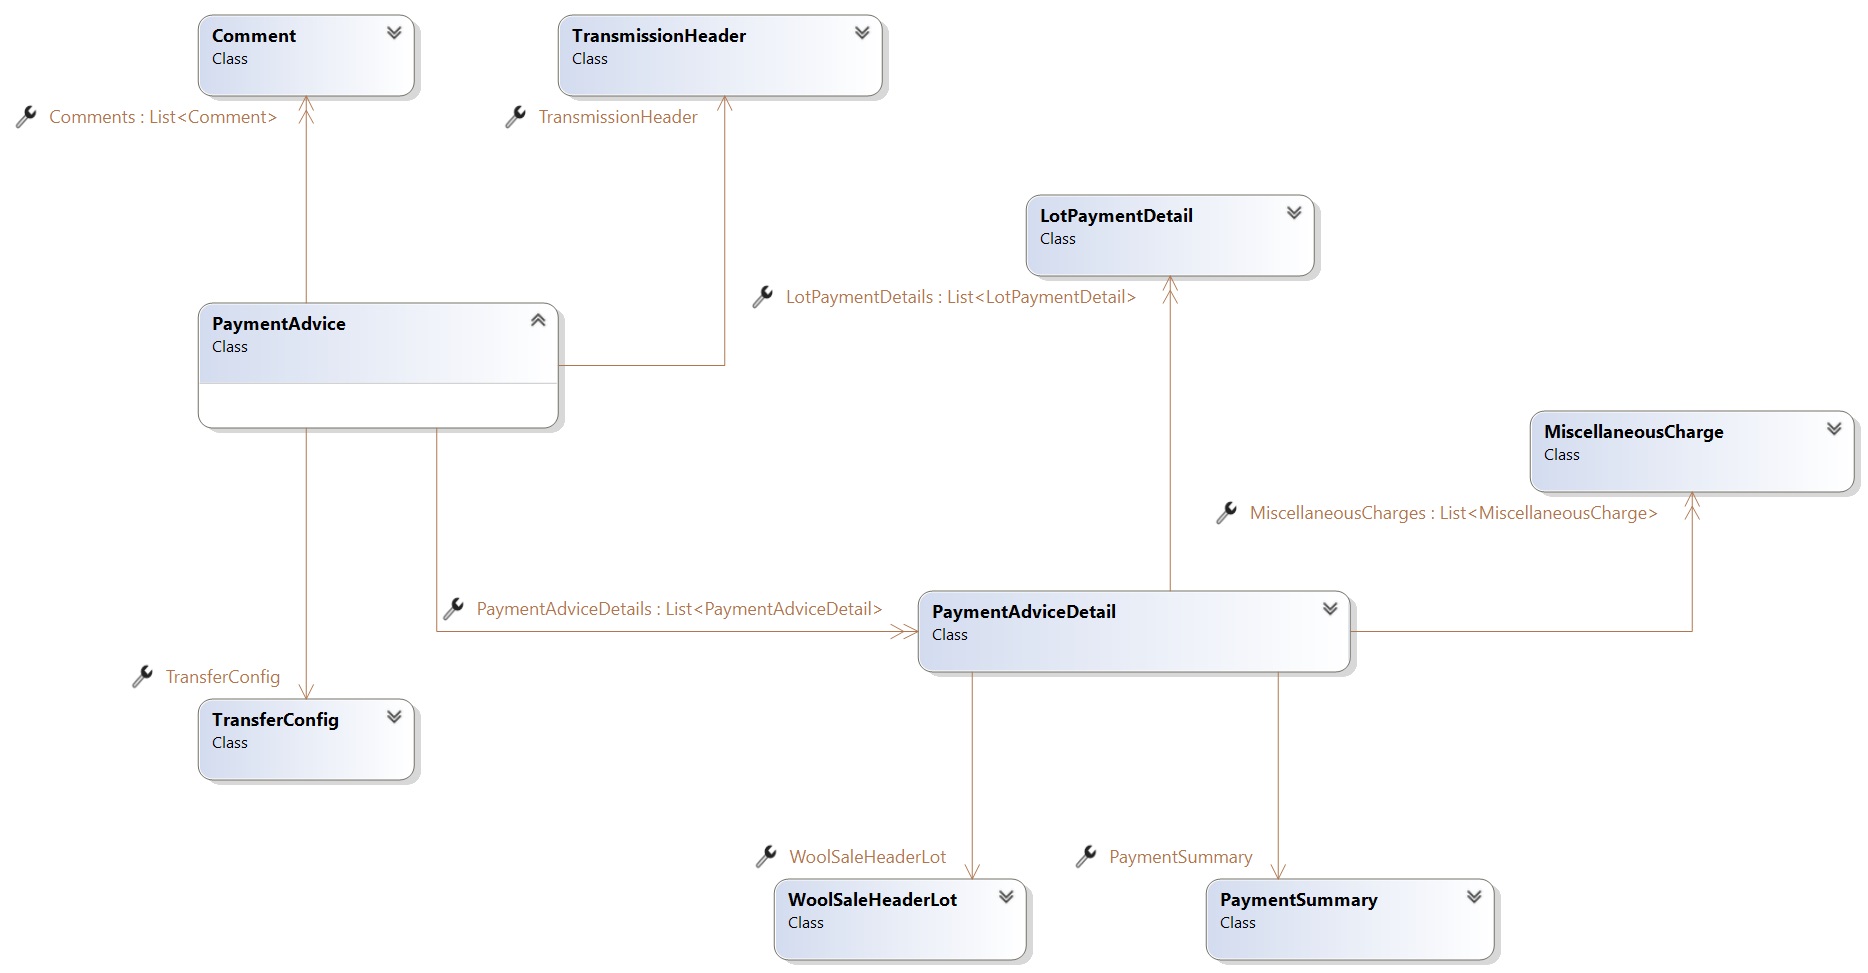 Comment
Class
TransmissionHeader
Class
Comments : List<Comment>
TransmissionHeader
LotPaymentDetail
Class
LotPaymentDetails : List<LotPaymentDetail>
PaymentAdvice
Class
MiscellaneousCharge
Class
MiscellaneousCharges : List<MiscellaneousCharge>
PaymentAdviceDetails : List<PaymentAdviceDetail>
PaymentAdviceDetail
Class
TransferConfig
TransferConfig
Class
WoolSaleHeaderLot
PaymentSummary
WoolSaleHeaderLot
Class
PaymentSummary
Class